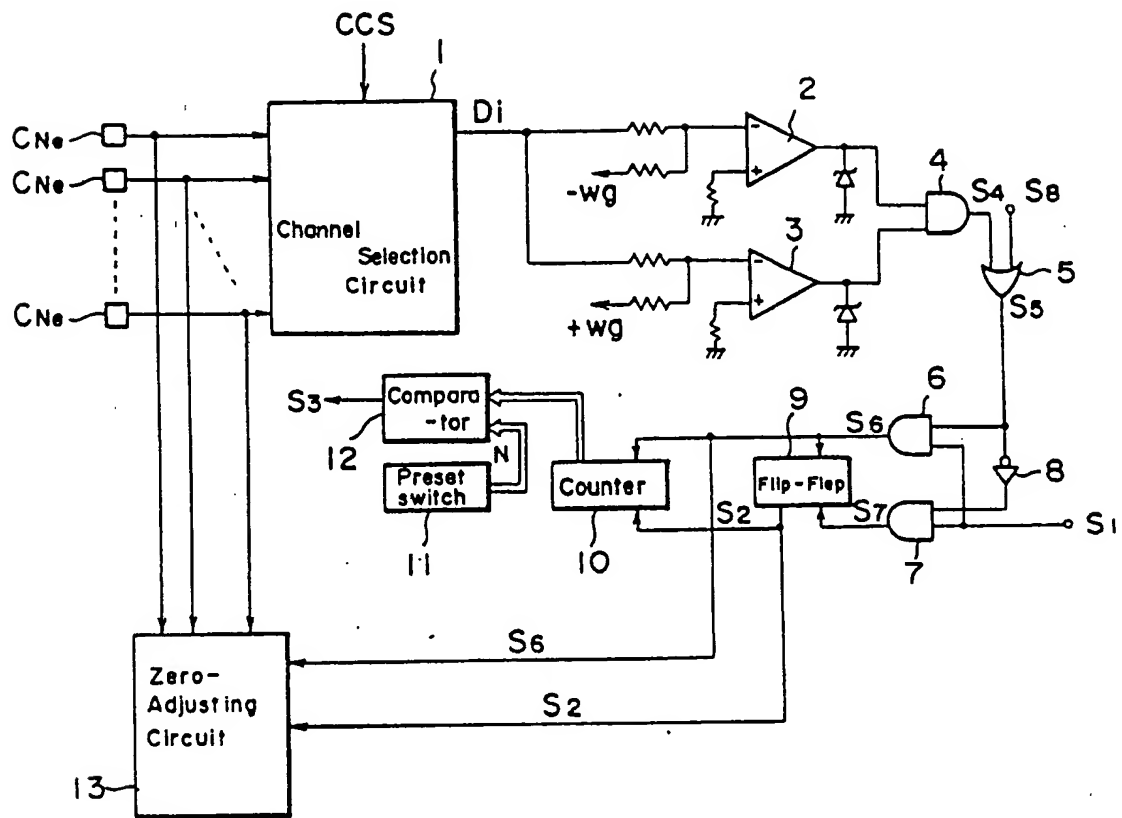 CCS
1
CNe
Di
2
-wg
4
S4
S8
CNe
Channel
Selection
Circuit
3
+wg
5
S5
CNe
S3
Compara
-tor
12
N
Preset
switch
11
Counter
10
9
Flip-Flep
S6
6
8
S2
S7
7
S1
S6
S2
Zero-
Adjusting
Circuit
13